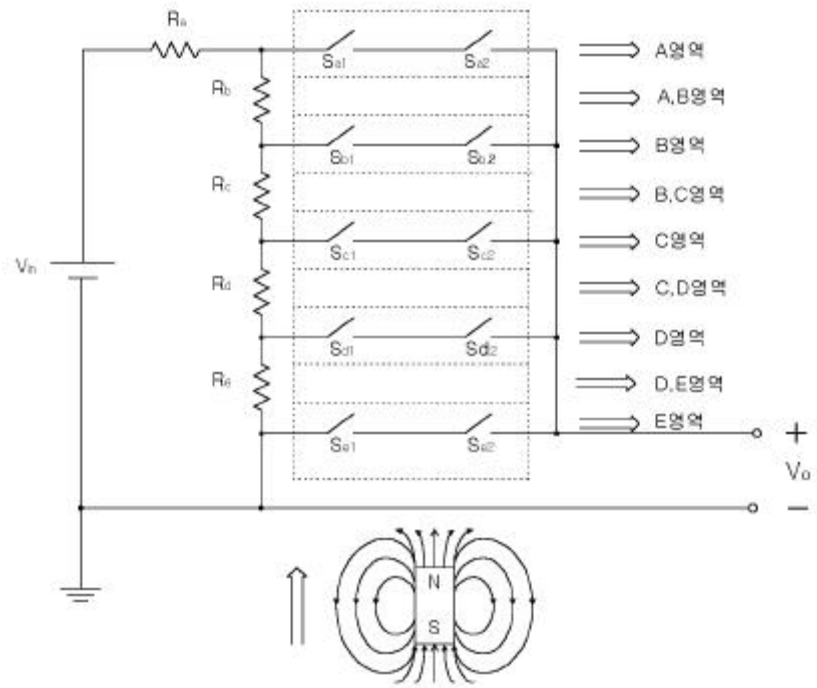 Ra
Sa1 Sa2 A영역
Rb A,B영역
Sb1 Sb2 B영역
Rc B,C영역
Sc1 Sc2 C영역
Vin
Rd C,D영역
Sd1 Sd2 D영역
Re D,E영역
Se1 Se2 E영역
+
Vo
−
N
S